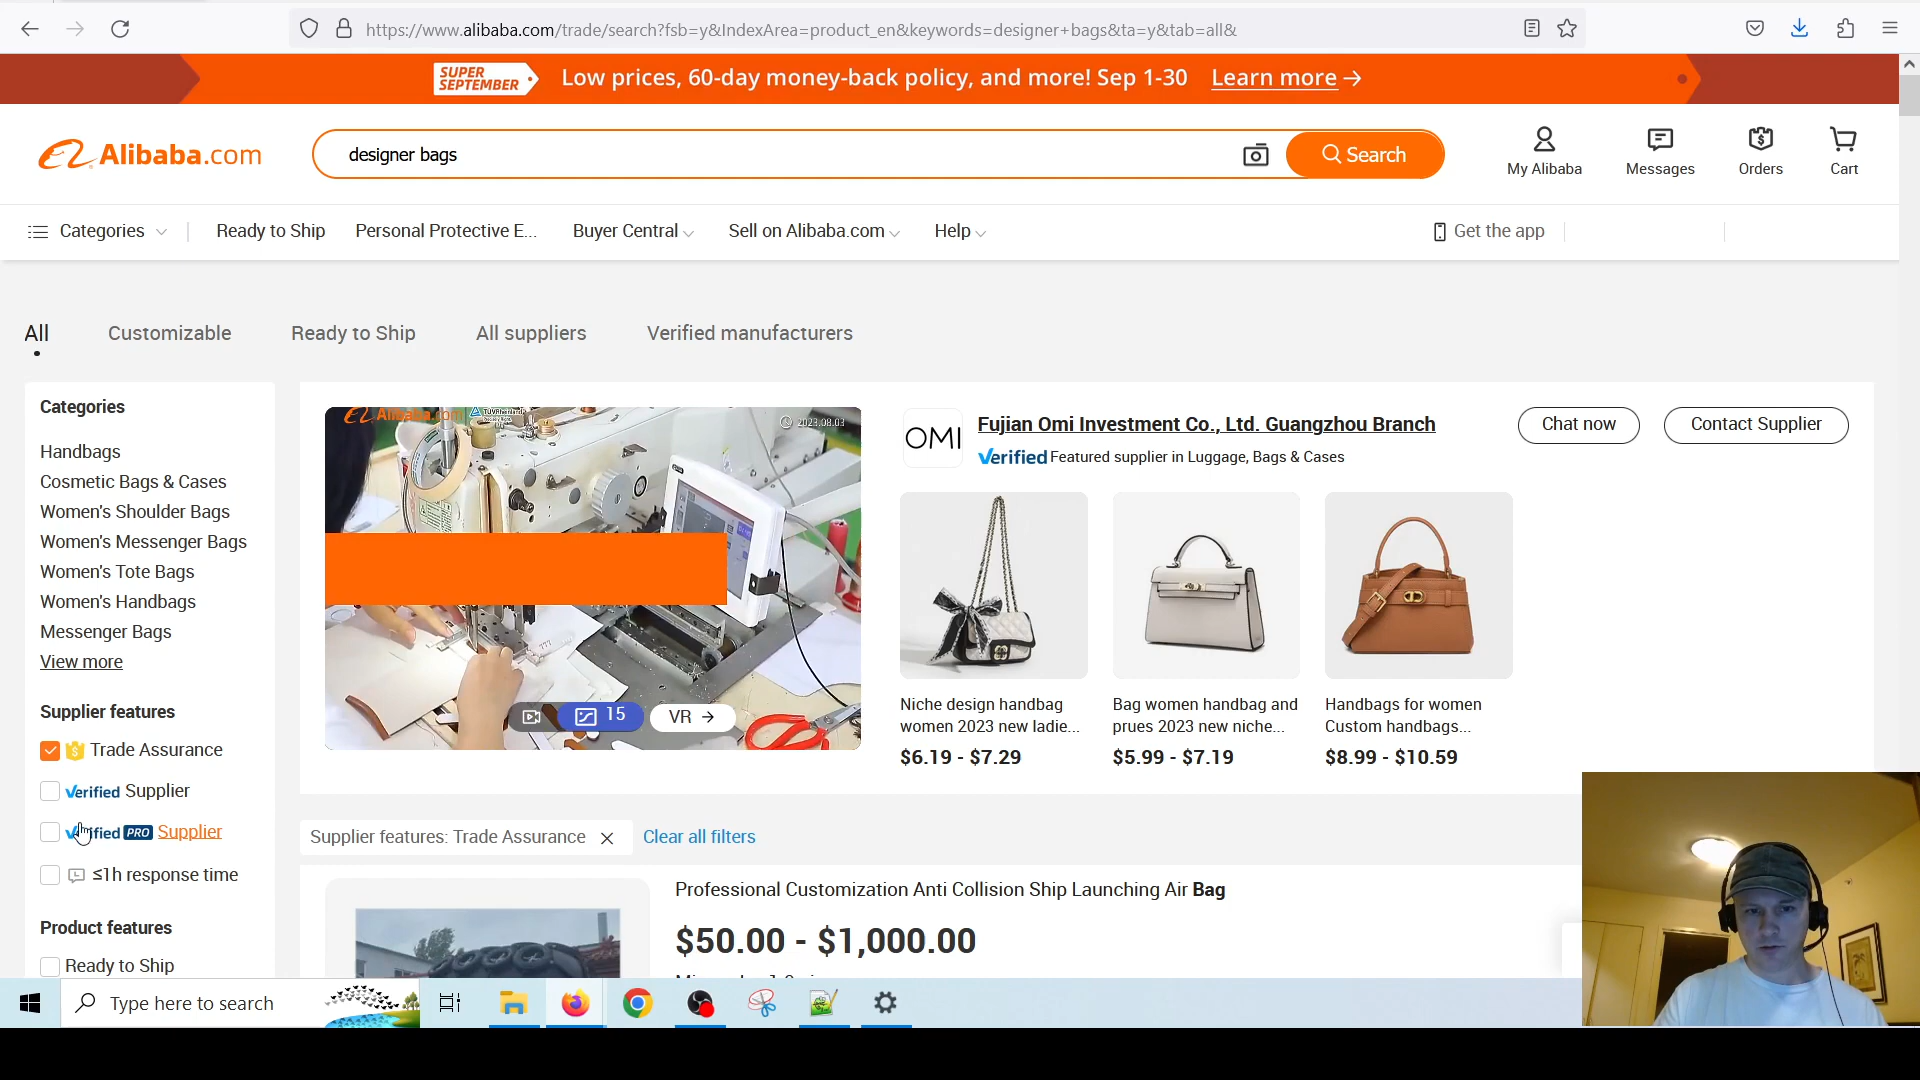 https://www.alibaba.com/trade/search?fsb=y&IndexArea=product_en&keywords=designer+bags&ta=y&tab=all&
SUPER SEPTEMBER Low prices, 60-day money-back policy, and more! Sep 1-30 Learn more →
Alibaba.com designer bags Search
My Alibaba Messages Orders Cart
Categories Ready to Ship Personal Protective E... Buyer Central Sell on Alibaba.com Help Get the app
All Customizable Ready to Ship All suppliers Verified manufacturers
Categories
Handbags
Cosmetic Bags & Cases
Women's Shoulder Bags
Women's Messenger Bags
Women's Tote Bags
Women's Handbags
Messenger Bags
View more
Supplier features
Trade Assurance
Verified Supplier
Verified PRO Supplier
≤1h response time
Product features
Ready to Ship
Alibaba.com TÜVRheinland 2023.08.03
15 VR →
OMI
Fujian Omi Investment Co., Ltd. Guangzhou Branch
Verified Featured supplier in Luggage, Bags & Cases
Chat now Contact Supplier
Niche design handbag
women 2023 new ladie...
$6.19 - $7.29
Bag women handbag and
prues 2023 new niche...
$5.99 - $7.19
Handbags for women
Custom handbags...
$8.99 - $10.59
Supplier features: Trade Assurance Clear all filters
Professional Customization Anti Collision Ship Launching Air Bag
$50.00 - $1,000.00
Type here to search